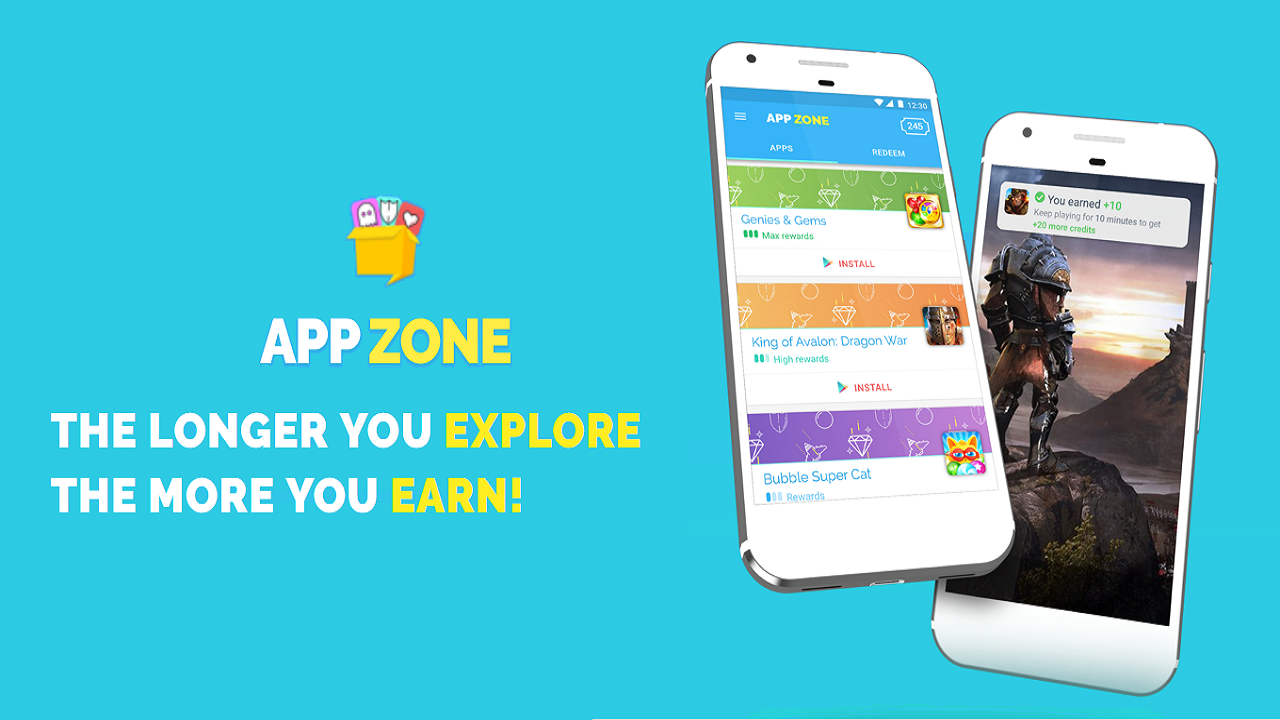 APP ZONE
THE LONGER YOU EXPLORE
THE MORE YOU EARN!
12:30
APP ZONE
245
APPS
REDEEM
Genies & Gems
Max rewards
INSTALL
King of Avalon: Dragon War
High rewards
INSTALL
Bubble Super Cat
Rewards
You earned +10
Keep playing for 10 minutes to get
+20 more credits